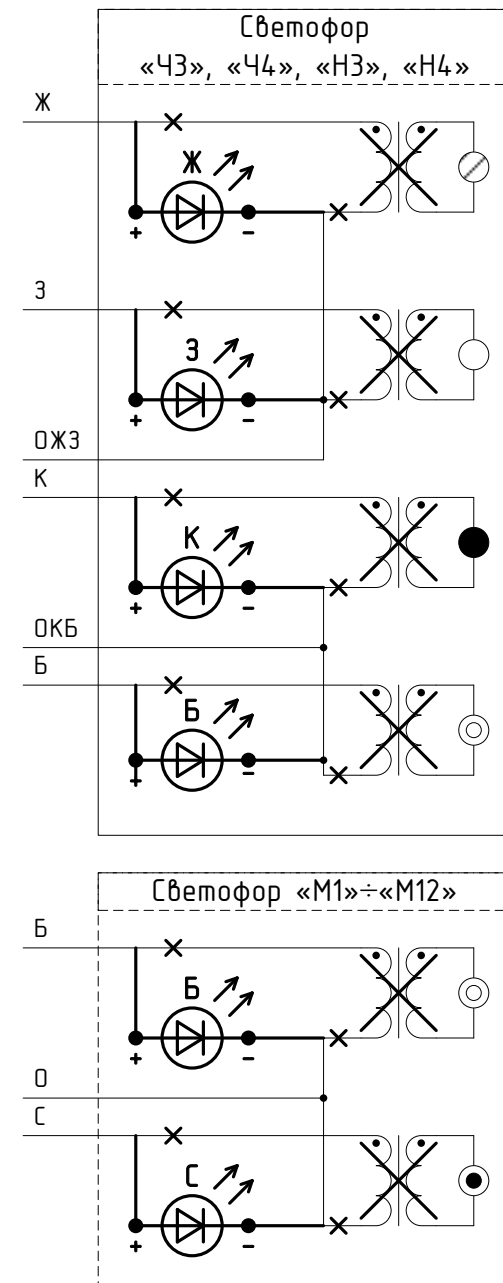 Светофор
«Ч3», «Ч4», «Н3», «Н4»
Ж
Ж
+ −
З
З
+ −
ОЖЗ
К
К
+ −
ОКБ
Б
Б
+ −
Светофор «М1»÷«М12»
Б
Б
+ −
О
С
С
+ −